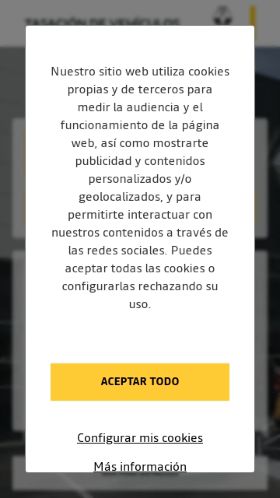 TASACIÓN DE VEHÍCULOS
Nuestro sitio web utiliza cookies
propias y de terceros para
medir la audiencia y el
funcionamiento de la página
web, así como mostrarte
publicidad y contenidos
personalizados y/o
geolocalizados, y para
permitirte interactuar con
nuestros contenidos a través de
las redes sociales. Puedes
aceptar todas las cookies o
configurarlas rechazando su
uso.
ACEPTAR TODO
Configurar mis cookies
Más información